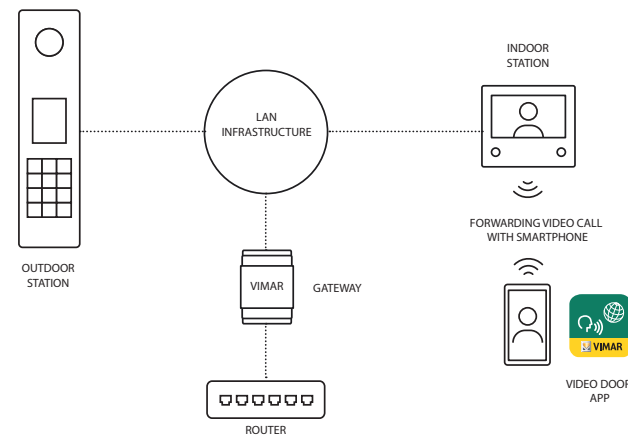 INDOOR
STATION
LAN
INFRASTRUCTURE
FORWARDING VIDEO CALL
WITH SMARTPHONE
OUTDOOR
STATION
VIMAR
GATEWAY
VIMAR
VIDEO DOOR
APP
ROUTER